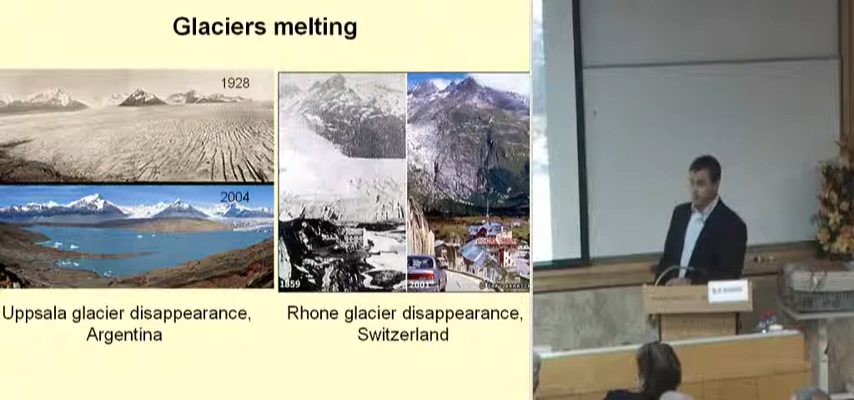 Glaciers melting
1928
2004
1859
2001
Uppsala glacier disappearance,
Argentina
Rhone glacier disappearance,
Switzerland